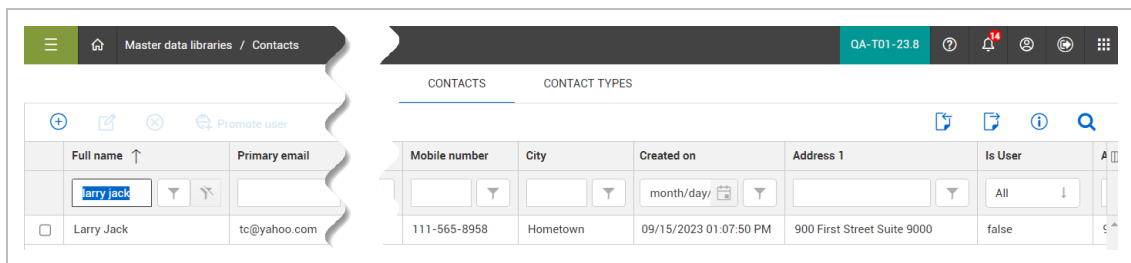 Master data libraries / Contacts
QA-T01-23.8
14
CONTACTS
CONTACT TYPES
Promote user
Full name
Primary email
Mobile number
City
Created on
Address 1
Is User
A
larry jack
month/day/
All
Larry Jack
tc@yahoo.com
111-565-8958
Hometown
09/15/2023 01:07:50 PM
900 First Street Suite 9000
false